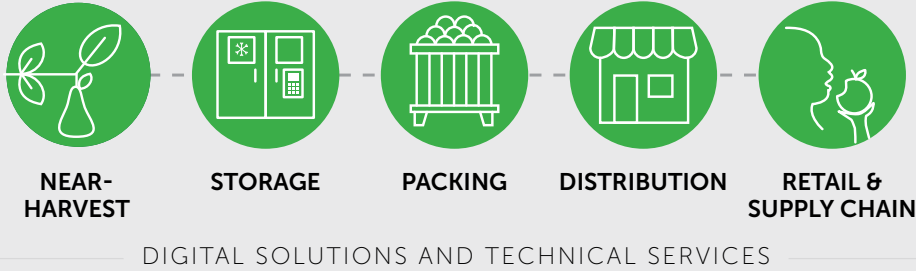 NEAR-
HARVEST
STORAGE
PACKING
DISTRIBUTION
RETAIL &
SUPPLY CHAIN
DIGITAL SOLUTIONS AND TECHNICAL SERVICES